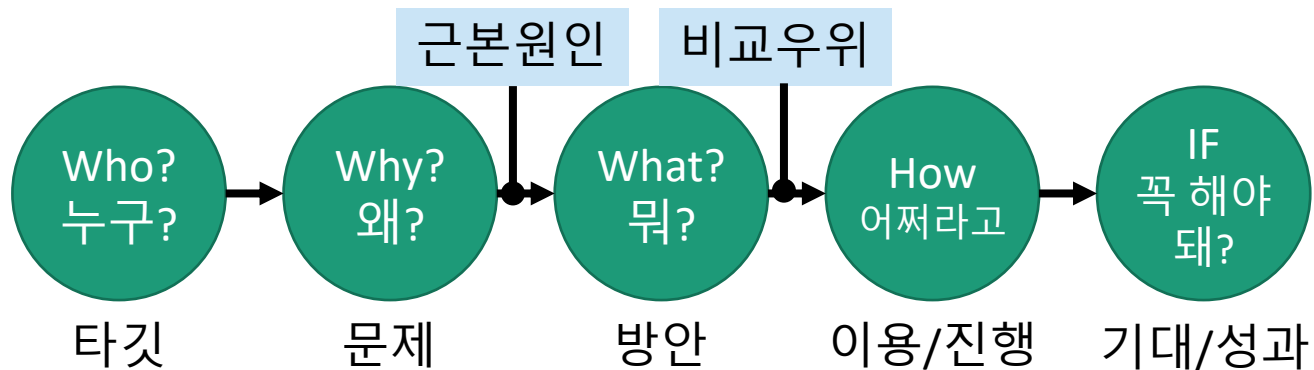 근본원인
비교우위
Who?
누구?
Why?
왜?
What?
뭐?
How
어쩌라고
IF
꼭 해야
돼?
타깃
문제
방안
이용/진행
기대/성과